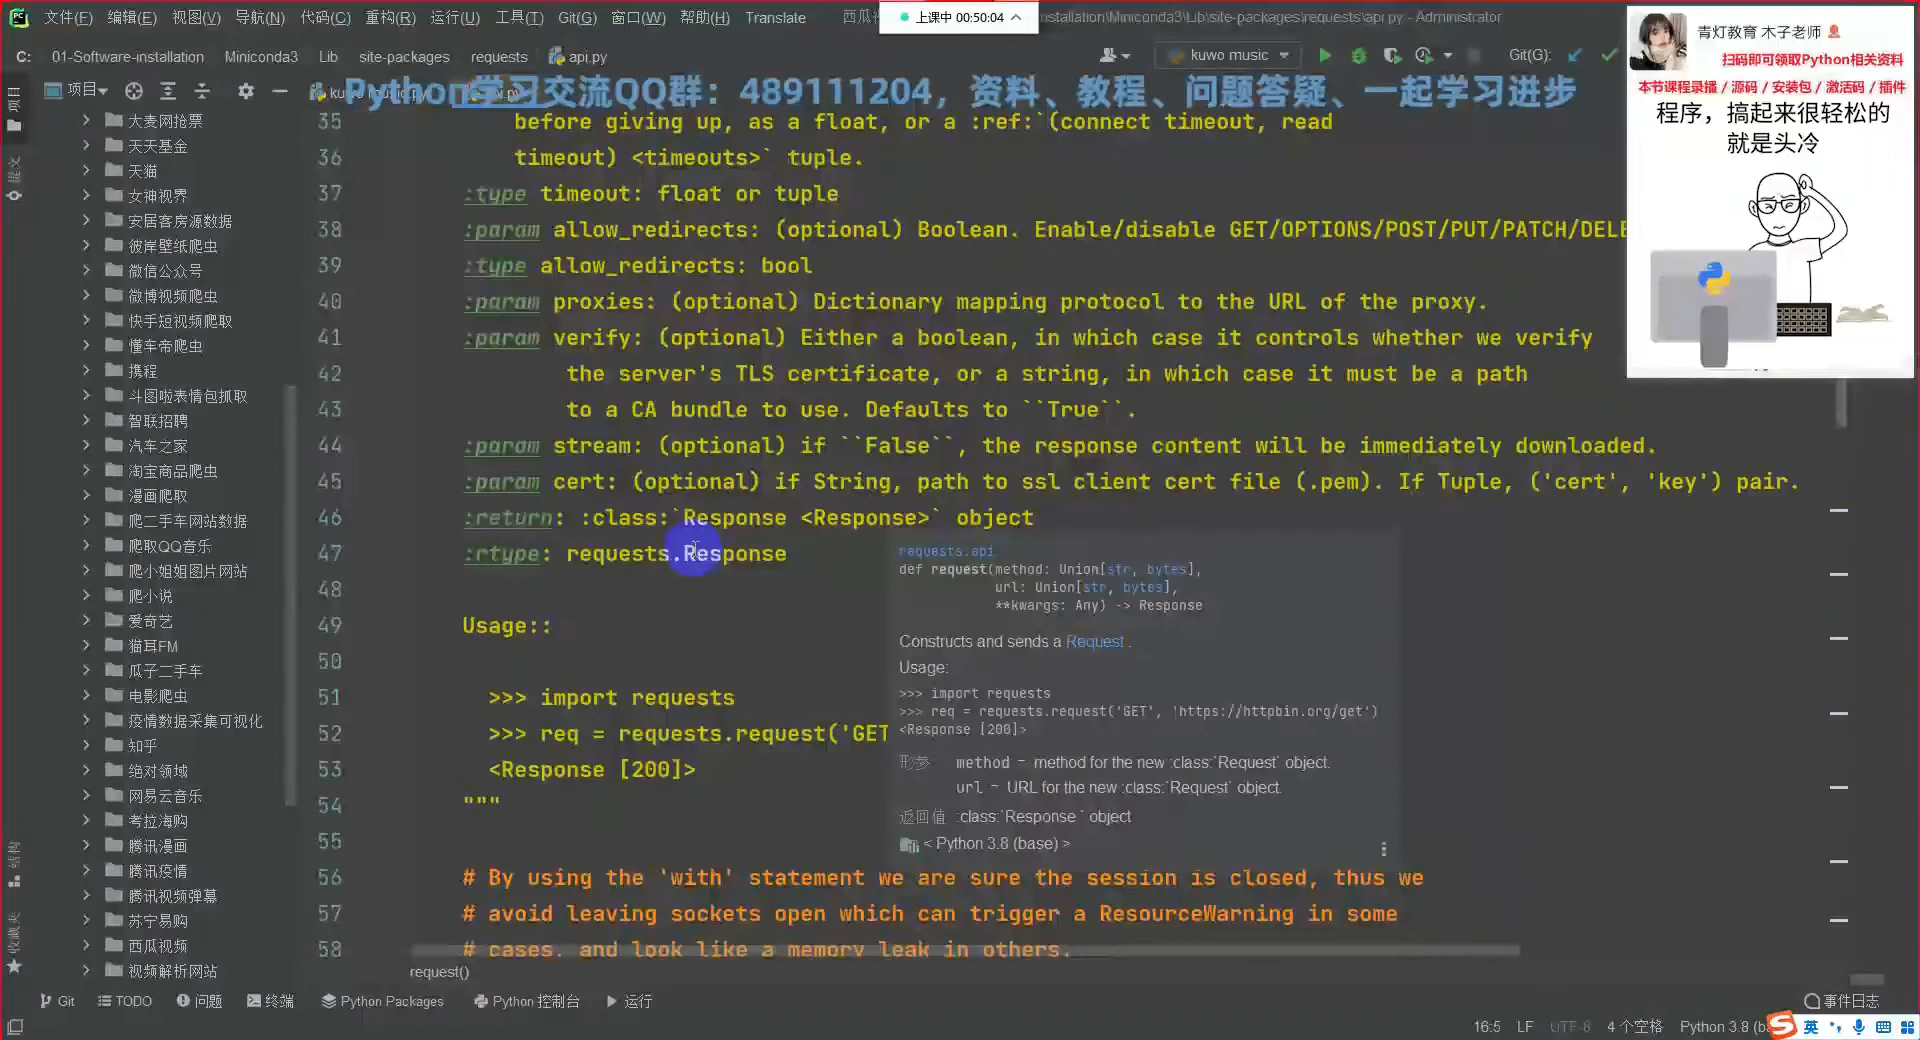 文件(F) 编辑(E) 视图(V) 导航(N) 代码(C) 重构(R) 运行(U) 工具(T) Git(G) 窗口(W) 帮助(H) Translate
上课中 00:50:04
nstallation\Miniconda3\Lib\site-packages\requests\api.py - Administrator
C: 01-Software-installation Miniconda3 Lib site-packages requests api.py
kuwo music
Git(G):
项目
Python学习交流QQ群：489111204，资料、教程、问题答疑、一起学习进步
青灯教育 木子老师
扫码即可领取Python相关资料
本节课程录播 / 源码 / 安装包 / 激活码 / 插件
程序，搞起来很轻松的
就是头冷
项目
提交
结构
收藏夹
大麦网抢票
天天基金
天猫
女神视界
安居客房源数据
彼岸壁纸爬虫
微信公众号
微博视频爬虫
快手短视频爬取
懂车帝爬虫
携程
斗图啦表情包抓取
智联招聘
汽车之家
淘宝商品爬虫
漫画爬取
爬二手车网站数据
爬取QQ音乐
爬小姐姐图片网站
爬小说
爱奇艺
猫耳FM
瓜子二手车
电影爬虫
疫情数据采集可视化
知乎
绝对领域
网易云音乐
考拉海购
腾讯漫画
腾讯疫情
腾讯视频弹幕
苏宁易购
西瓜视频
视频解析网站
35 before giving up, as a float, or a :ref:`(connect timeout, read
36 timeout) <timeouts>` tuple.
37 :type timeout: float or tuple
38 :param allow_redirects: (optional) Boolean. Enable/disable GET/OPTIONS/POST/PUT/PATCH/DELE
39 :type allow_redirects: bool
40 :param proxies: (optional) Dictionary mapping protocol to the URL of the proxy.
41 :param verify: (optional) Either a boolean, in which case it controls whether we verify
42 the server's TLS certificate, or a string, in which case it must be a path
43 to a CA bundle to use. Defaults to ``True``.
44 :param stream: (optional) if ``False``, the response content will be immediately downloaded.
45 :param cert: (optional) if String, path to ssl client cert file (.pem). If Tuple, ('cert', 'key') pair.
46 :return: :class:`Response <Response>` object
47 :rtype: requests.Response
48
49 Usage::
50
51 >>> import requests
52 >>> req = requests.request('GET
53 <Response [200]>
54 """
55
56 # By using the 'with' statement we are sure the session is closed, thus we
57 # avoid leaving sockets open which can trigger a ResourceWarning in some
58 # cases, and look like a memory leak in others.
requests.api
def request(method: Union[str, bytes],
url: Union[str, bytes],
**kwargs: Any) -> Response
Constructs and sends a Request .
Usage:
>>> import requests
>>> req = requests.request('GET', 'https://httpbin.org/get')
<Response [200]>
形参: method – method for the new :class:`Request` object.
url – URL for the new :class:`Request` object.
返回值: :class:`Response ` object
< Python 3.8 (base) >
request()
Git TODO 问题 终端 Python Packages Python 控制台 运行
事件日志
16:5 LF UTF-8 4 个空格 Python 3.8 (ba
英